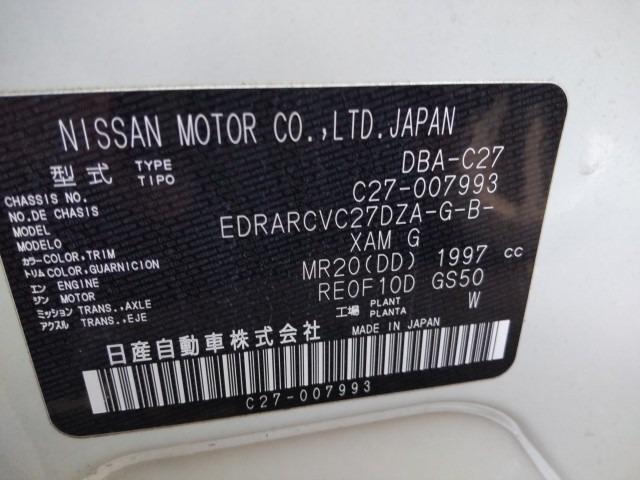 NISSAN MOTOR CO.,LTD.JAPAN
型式 TYPE TIPO DBA-C27
CHASSIS NO. NO.DE CHASIS C27-007993
MODEL MODELO EDRARCVC27DZA-G-B-
カラー COLOR,TRIM トリム COLOR,GUARNICION XAM G
エン ENGINE ジン MOTOR MR20(DD) 1997 cc
ミッション TRANS.,AXLE アクスル TRANS.,EJE RE0F10D GS50
工場 PLANT PLANTA W
日産自動車株式会社 MADE IN JAPAN
C27-007993